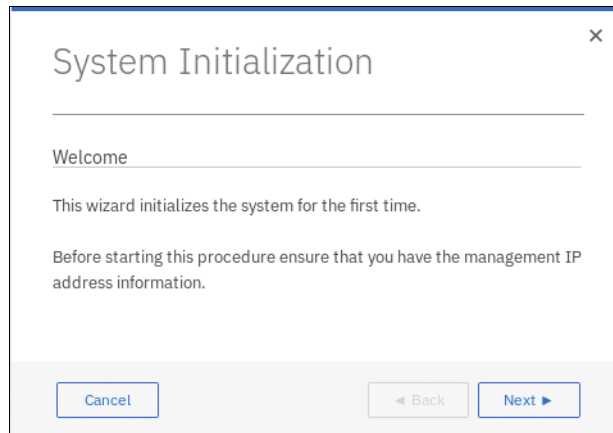 System Initialization
Welcome
This wizard initializes the system for the first time.
Before starting this procedure ensure that you have the management IP
address information.
Cancel
◄ Back
Next ►